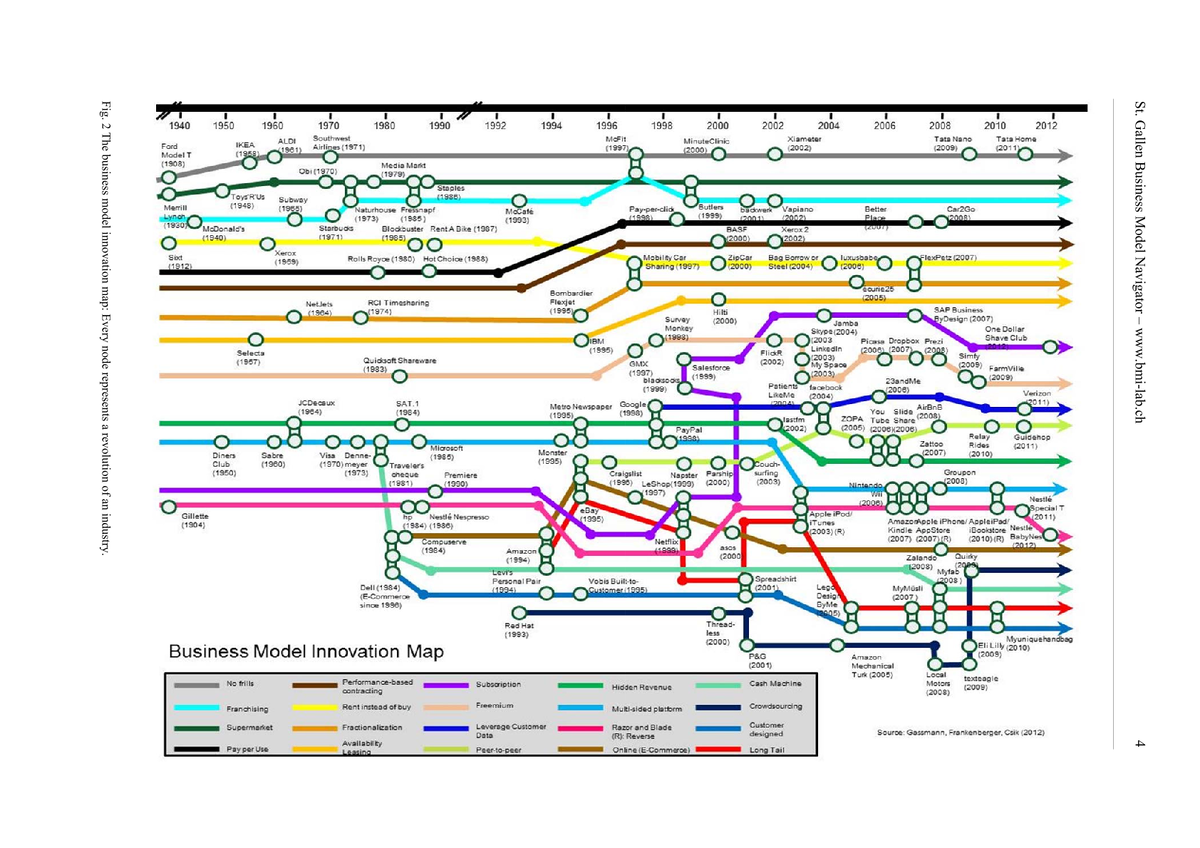 St. Gallen Business Model Navigator – www.bmi-lab.ch
4
1940 1950 1960 1970 1980 1990 1992 1994 1996 1998 2000 2002 2004 2006 2008 2010 2012
Ford
Model T
(1908)
IKEA
ALDI
(1961)
Southwest
Airlines (1971)
McFit
(1997)
MinuteClinic
(2000)
Xiameter
(2002)
Tata Nano
(2009)
Tata Home
(2011)
Merrill
Lynch
(1930)
Toys'R'Us
(1948)
Obi (1970)
Media Markt
(1979)
Staples
(1986)
McDonald's
(1940)
Subway
(1965)
Starbucks
(1971)
Naturhouse
(1973)
Fressnapf
(1985)
McCafé
(1993)
Pay-per-click
(1998)
Butlers
(1999)
backwerk
(2001)
Vapiano
(2002)
Better
Place
(2007)
Car2Go
(2008)
Sixt
(1912)
Xerox
(1959)
Blockbuster
(1985)
Rent A Bike (1987)
Rolls Royce (1980)
Hot Choice (1988)
BASF
(2000)
Xerox 2
(2002)
Mobility Car
Sharing (1997)
ZipCar
(2000)
Bag Borrow or
Steel (2004)
luxusbabe
(2006)
FlexPetz (2007)
NetJets
(1964)
RCI Timesharing
(1974)
Bombardier
Flexjet
(1995)
ecurie25
(2005)
Selecta
(1957)
IBM
(1995)
Hilti
(2000)
Quicksoft Shareware
(1983)
GMX
(1997)
Survey
Monkey
(1998)
Salesforce
(1999)
blacksocks
(1999)
FlickR
(2002)
Jamba
(2004)
Skype
(2003
LinkedIn
(2003)
My Space
(2003)
SAP Business
ByDesign (2007)
One Dollar
Shave Club
(2012)
Picasa
(2006)
Dropbox
(2007)
Prezi
(2008)
Simfy
(2009)
FarmVille
(2009)
JCDecaux
(1964)
SAT.1
(1984)
Metro Newspaper
(1995)
Google
(1998)
PayPal
(1998)
Patients
LikeMe
(2004)
facebook
(2004)
lastfm
(2002)
23andMe
(2006)
Verizon
(2011)
ZOPA
(2005)
You
Tube
(2006)
Slide
Share
(2006)
AirBnB
(2008)
Zattoo
(2007)
Relay
Rides
(2010)
Guidehop
(2011)
Diners
Club
(1950)
Sabre
(1960)
Visa
(1970)
Denne-
meyer
(1973)
Traveler's
cheque
(1981)
Microsoft
(1985)
Monster
(1995)
Craigslist
(1996)
Napster
(1999)
Parship
(2000)
Couch-
surfing
(2003)
Premiere
(1990)
LeShop
(1997)
Gillette
(1904)
hp
(1984)
Nestlé Nespresso
(1986)
Compuserve
(1984)
eBay
(1995)
Netflix
(1999)
asos
(2000)
Amazon
(1994)
Apple iPod/
iTunes
(2003) (R)
Nintendo
Wii
(2006)
Groupon
(2008)
Amazon
Kindle
(2007)
Apple iPhone/
AppStore
(2007) (R)
AppleiPad/
iBookstore
(2010) (R)
Nestlé
Special T
(2011)
Nestlé
BabyNes
(2012)
Dell (1984)
(E-Commerce
since 1996)
Levi's
Personal Pair
(1994)
Vobis Built-to-
Customer (1995)
Spreadshirt
(2001)
Lego
Design
ByMe
(2005)
Zalando
(2008)
Quirky
MyMüsli
(2007)
Myfab
(2008)
Red Hat
(1993)
Thread-
less
(2000)
P&G
(2001)
Amazon
Mechanical
Turk (2005)
Local
Motors
(2008)
texteagle
(2009)
Eli Lilly
(2009)
Myuniquehandbag
(2010)
Business Model Innovation Map
No frills
Performance-based
contracting
Subscription
Hidden Revenue
Cash Machine
Franchising
Rent instead of buy
Freemium
Multi-sided platform
Crowdsourcing
Supermarket
Fractionalization
Leverage Customer
Data
Razor and Blade
(R): Reverse
Customer
designed
Pay per Use
Availability
Leasing
Peer-to-peer
Online (E-Commerce)
Long Tail
Source: Gassmann, Frankenberger, Csik (2012)
Fig. 2 The business model innovation map: Every node represents a revolution of an industry.